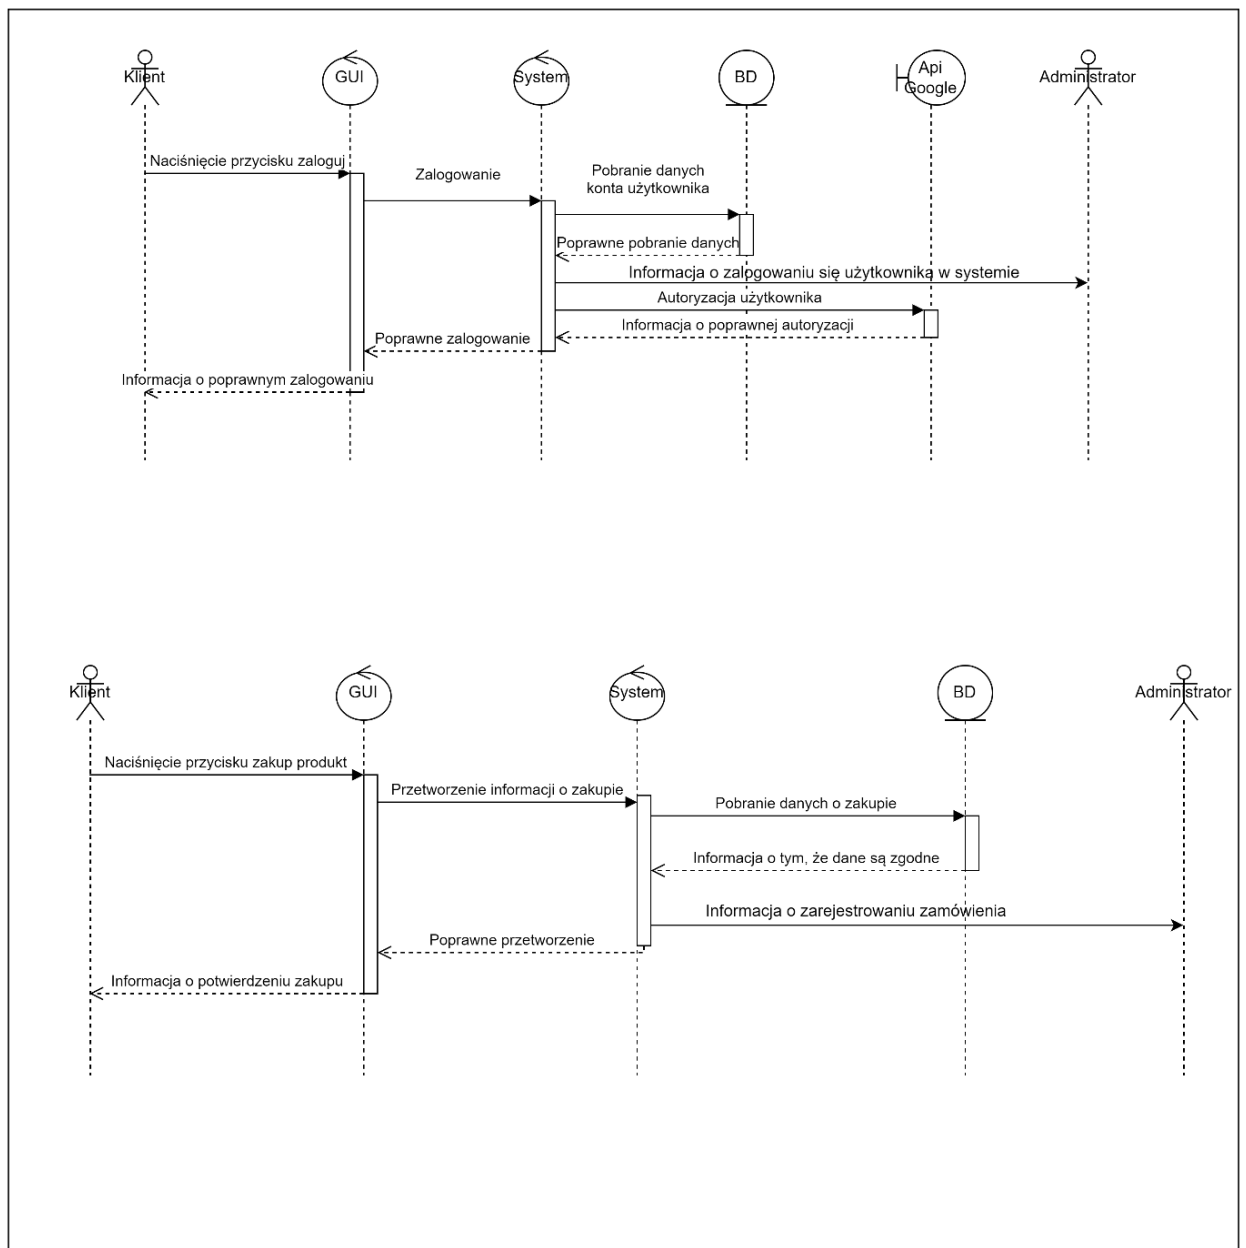 Klient
GUI
System
BD
Api
Google
Administrator
Naciśnięcie przycisku zaloguj
Zalogowanie
Pobranie danych
konta użytkownika
Poprawne pobranie danych
Informacja o zalogowaniu się użytkownika w systemie
Autoryzacja użytkownika
Informacja o poprawnej autoryzacji
Poprawne zalogowanie
Informacja o poprawnym zalogowaniu
Klient
GUI
System
BD
Administrator
Naciśnięcie przycisku zakup produkt
Przetworzenie informacji o zakupie
Pobranie danych o zakupie
Informacja o tym, że dane są zgodne
Informacja o zarejestrowaniu zamówienia
Poprawne przetworzenie
Informacja o potwierdzeniu zakupu